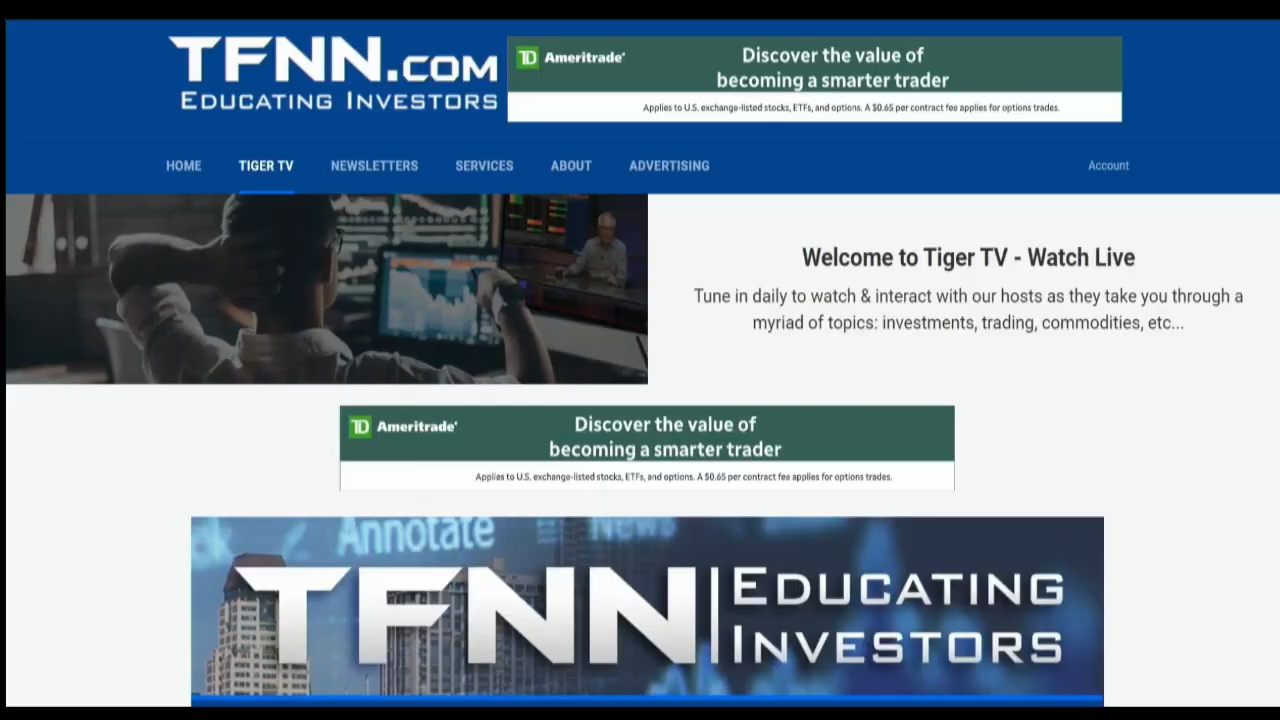 TFNN.COM
EDUCATING INVESTORS
TD Ameritrade
Discover the value of
becoming a smarter trader
Applies to U.S. exchange-listed stocks, ETFs, and options. A $0.65 per contract fee applies for options trades.
HOME TIGER TV NEWSLETTERS SERVICES ABOUT ADVERTISING Account
Welcome to Tiger TV - Watch Live
Tune in daily to watch & interact with our hosts as they take you through a
myriad of topics: investments, trading, commodities, etc...
TD Ameritrade
Discover the value of
becoming a smarter trader
Applies to U.S. exchange-listed stocks, ETFs, and options. A $0.65 per contract fee applies for options trades.
Annotate News
TFNN EDUCATING
INVESTORS